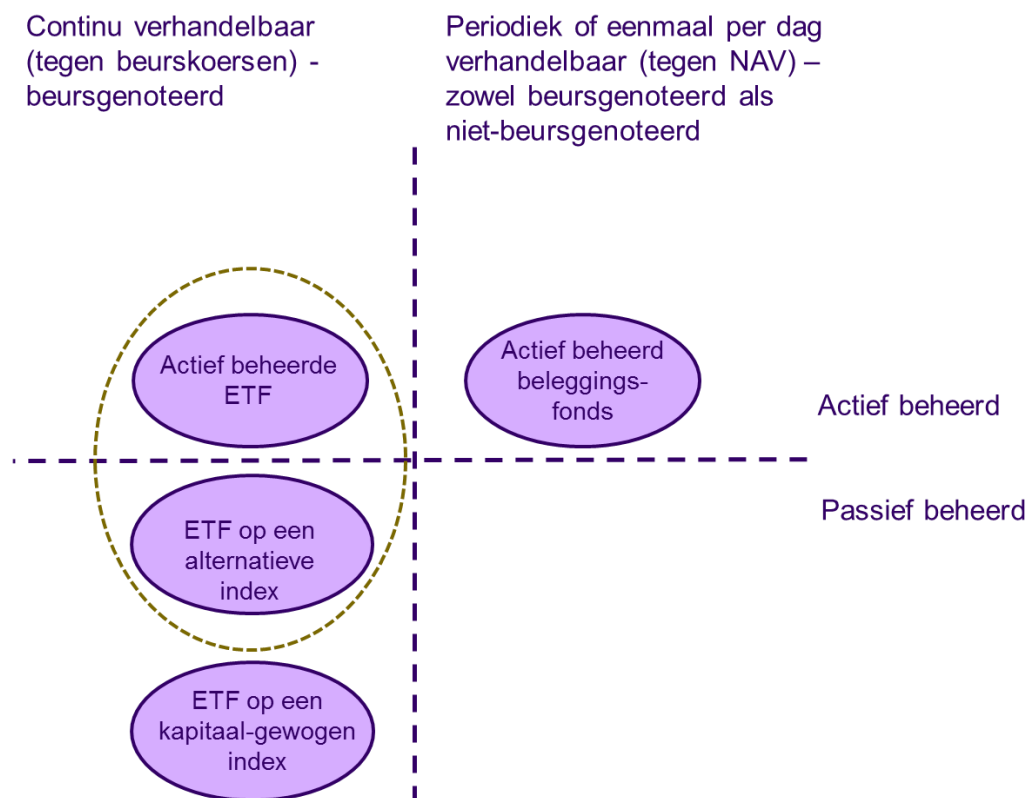 Continu verhandelbaar
(tegen beurskoersen) -
beursgenoteerd
Periodiek of eenmaal per dag
verhandelbaar (tegen NAV) –
zowel beursgenoteerd als
niet-beursgenoteerd
Actief beheerde
ETF
Actief beheerd
beleggings-
fonds
Actief beheerd
Passief beheerd
ETF op een
alternatieve
index
ETF op een
kapitaal-gewogen
index